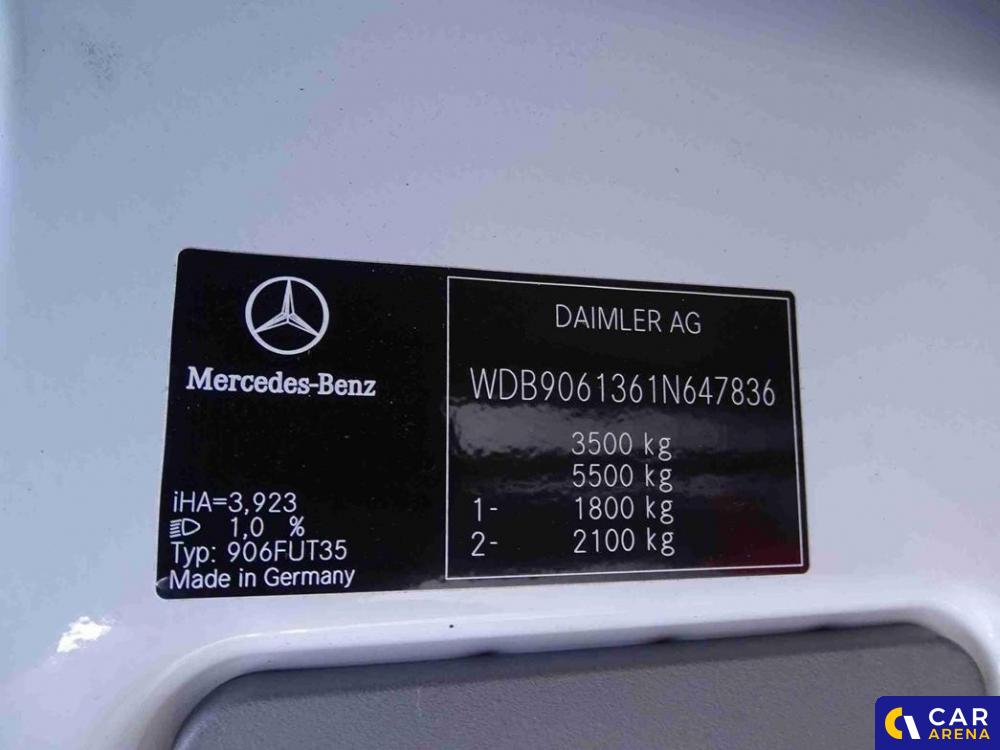 Mercedes-Benz
iHA=3,923
1,0 %
Typ: 906FUT35
Made in Germany
DAIMLER AG
WDB9061361N647836
3500 kg
5500 kg
1- 1800 kg
2- 2100 kg
CAR
ARENA